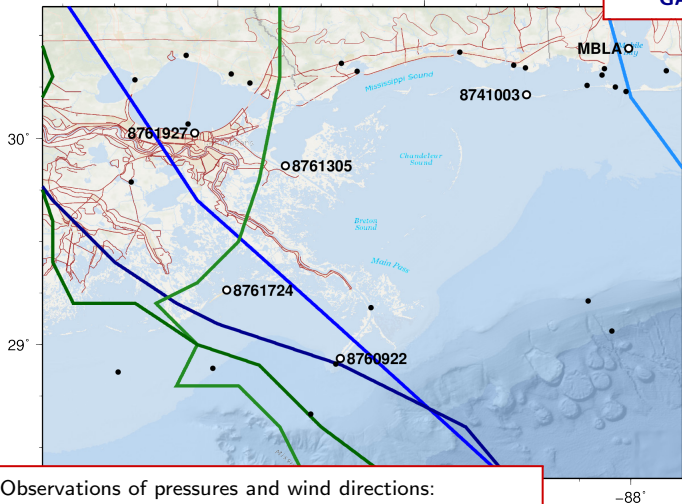 GA
MBLA
Mississippi Sound
8741003
30°
8761927
8761305
Chandeleur
Sound
Breton
Sound
Main Pass
8761724
29°
8760922
Observations of pressures and wind directions:
−88°